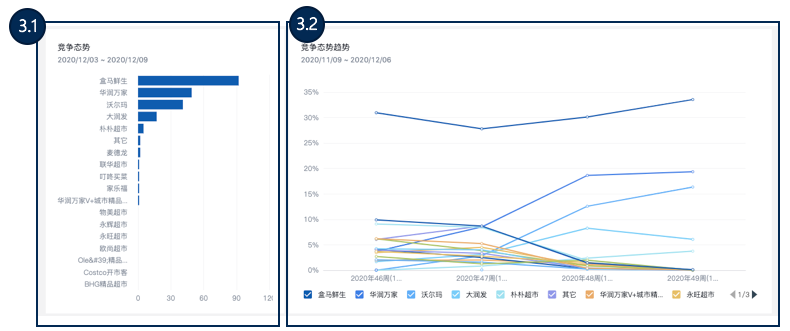 3.1
竞争态势
2020/12/03 ~ 2020/12/09
盒马鲜生
华润万家
沃尔玛
大润发
朴朴超市
其它
麦德龙
联华超市
叮咚买菜
家乐福
华润万家V+城市精品...
物美超市
永辉超市
永旺超市
欧尚超市
Ole&#39;精品...
Costco开市客
BHG精品超市
0 30 60 90 120
3.2
竞争态势趋势
2020/11/09 ~ 2020/12/06
35%
30%
25%
20%
15%
10%
5%
0%
2020年46周(1... 2020年47周(1... 2020年48周(1... 2020年49周(1...
盒马鲜生 华润万家 沃尔玛 大润发 朴朴超市 其它 华润万家V+城市精... 永旺超市 1/3